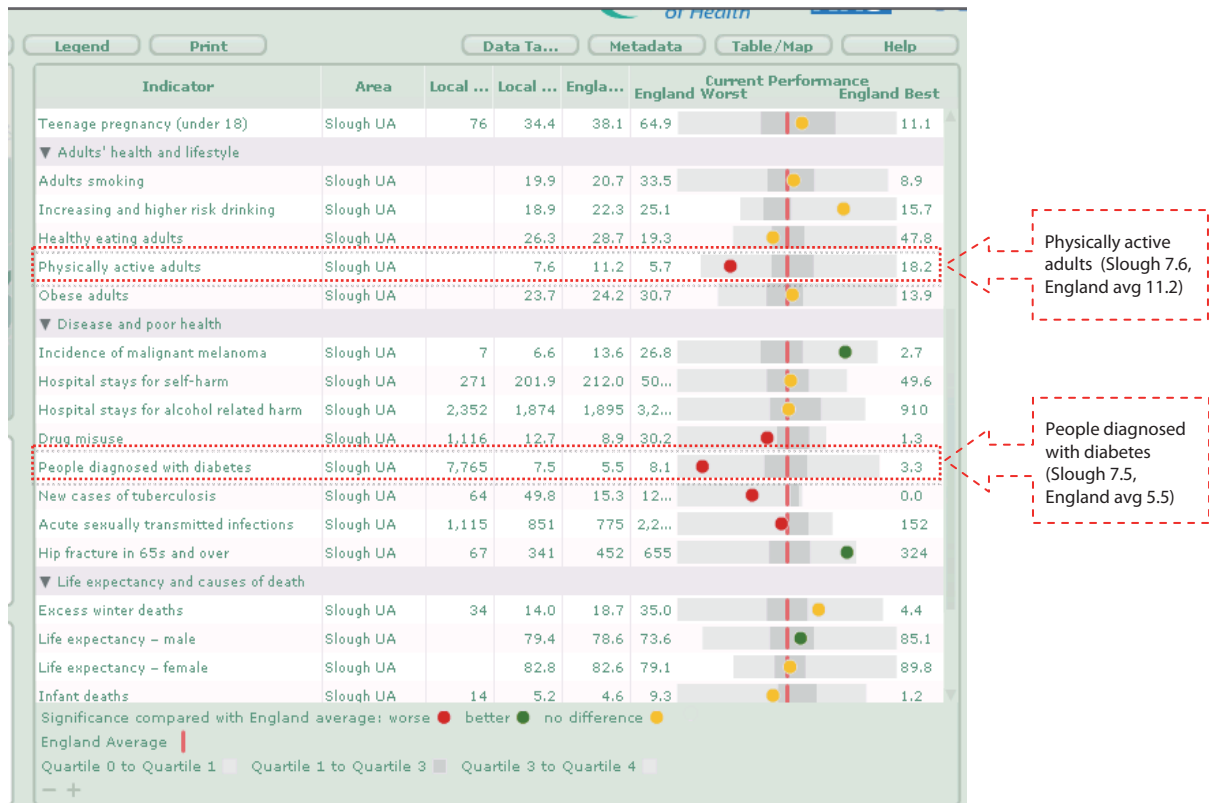 of Health
Legend Print Data Ta... Metadata Table/Map Help
Indicator Area Local ... Local ... Engla... Current Performance
England Worst England Best
Teenage pregnancy (under 18) Slough UA 76 34.4 38.1 64.9 11.1
▼ Adults' health and lifestyle
Adults smoking Slough UA 19.9 20.7 33.5 8.9
Increasing and higher risk drinking Slough UA 18.9 22.3 25.1 15.7
Healthy eating adults Slough UA 26.3 28.7 19.3 47.8
Physically active adults Slough UA 7.6 11.2 5.7 18.2
Obese adults Slough UA 23.7 24.2 30.7 13.9
▼ Disease and poor health
Incidence of malignant melanoma Slough UA 7 6.6 13.6 26.8 2.7
Hospital stays for self-harm Slough UA 271 201.9 212.0 50... 49.6
Hospital stays for alcohol related harm Slough UA 2,352 1,874 1,895 3,2... 910
Drug misuse Slough UA 1,116 12.7 8.9 30.2 1.3
People diagnosed with diabetes Slough UA 7,765 7.5 5.5 8.1 3.3
New cases of tuberculosis Slough UA 64 49.8 15.3 12... 0.0
Acute sexually transmitted infections Slough UA 1,115 851 775 2,2... 152
Hip fracture in 65s and over Slough UA 67 341 452 655 324
▼ Life expectancy and causes of death
Excess winter deaths Slough UA 34 14.0 18.7 35.0 4.4
Life expectancy – male Slough UA 79.4 78.6 73.6 85.1
Life expectancy – female Slough UA 82.8 82.6 79.1 89.8
Infant deaths Slough UA 14 5.2 4.6 9.3 1.2
Significance compared with England average: worse better no difference
England Average
Quartile 0 to Quartile 1 Quartile 1 to Quartile 3 Quartile 3 to Quartile 4
− +
Physically active
adults (Slough 7.6,
England avg 11.2)
People diagnosed
with diabetes
(Slough 7.5,
England avg 5.5)